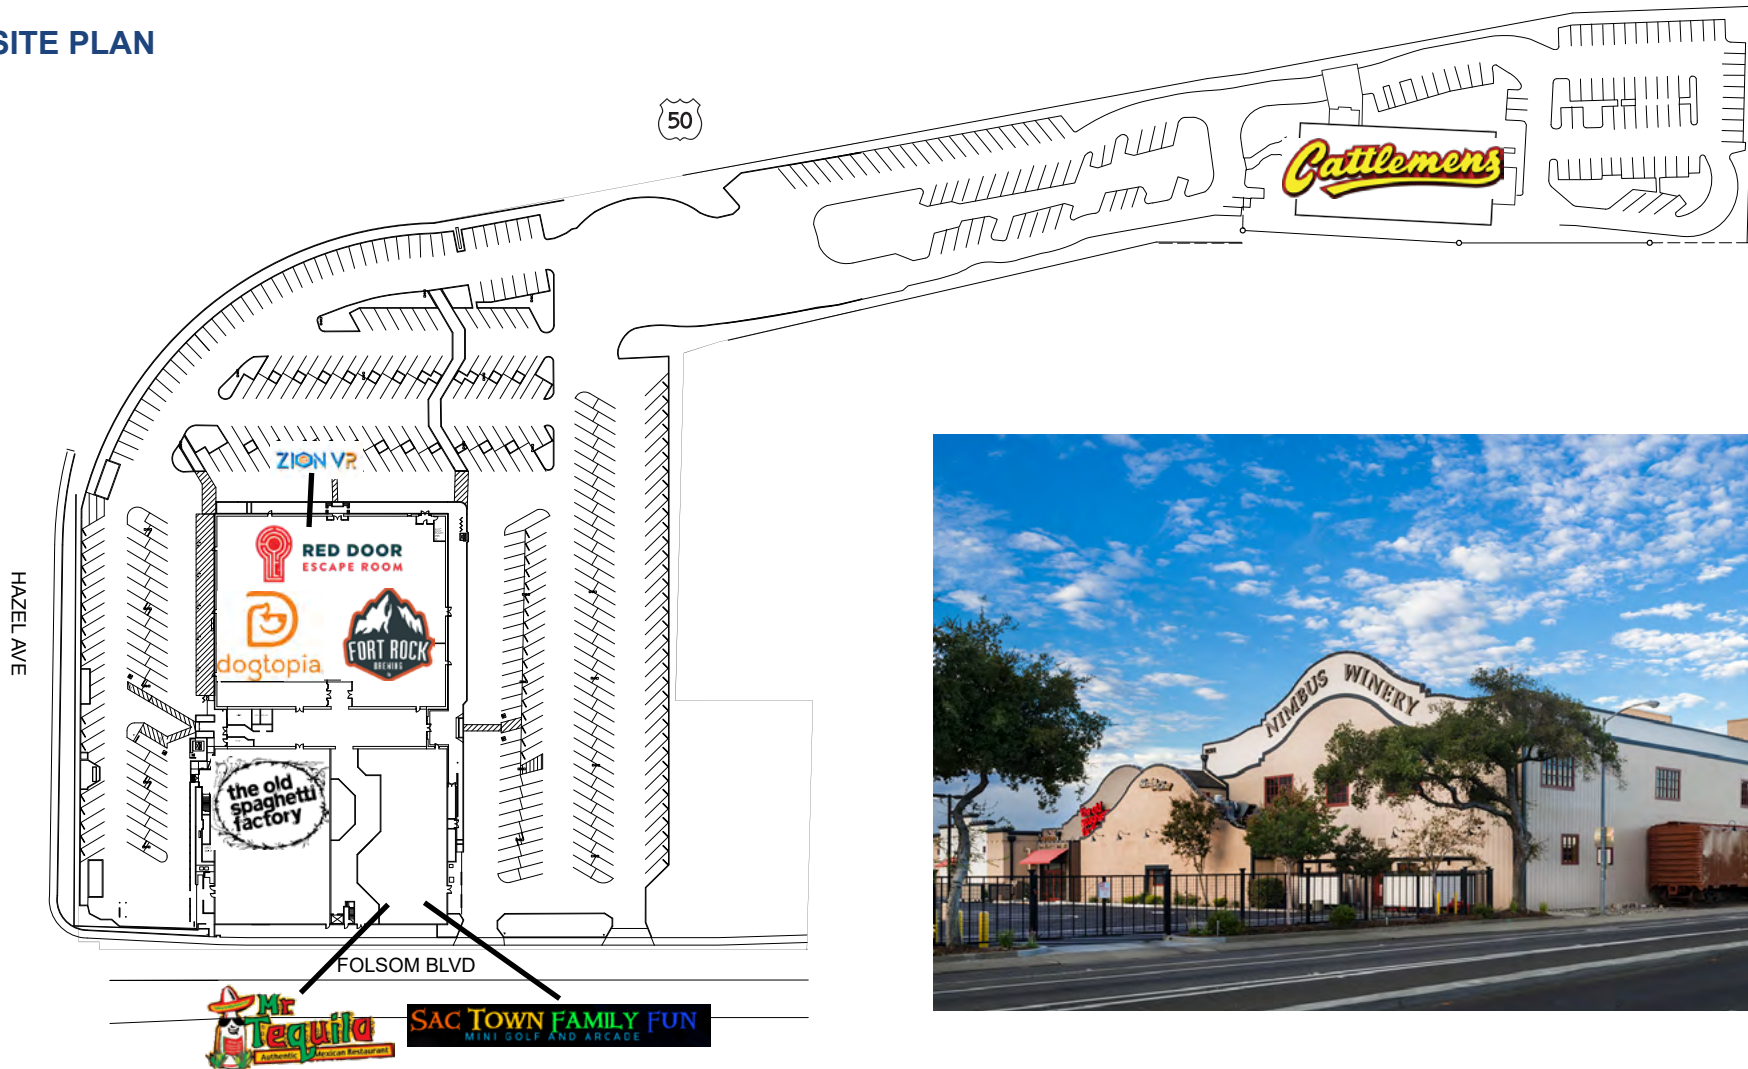 SITE PLAN
50
Cattlemens
ZION VR
RED DOOR
ESCAPE ROOM
dogtopia
FORT ROCK
BREWING
HAZEL AVE
the old
spaghetti
factory
NIMBUS WINERY
FOLSOM BLVD
Mr
Tequila
Authentic Mexican Restaurant
SAC TOWN FAMILY FUN
MINI GOLF AND ARCADE